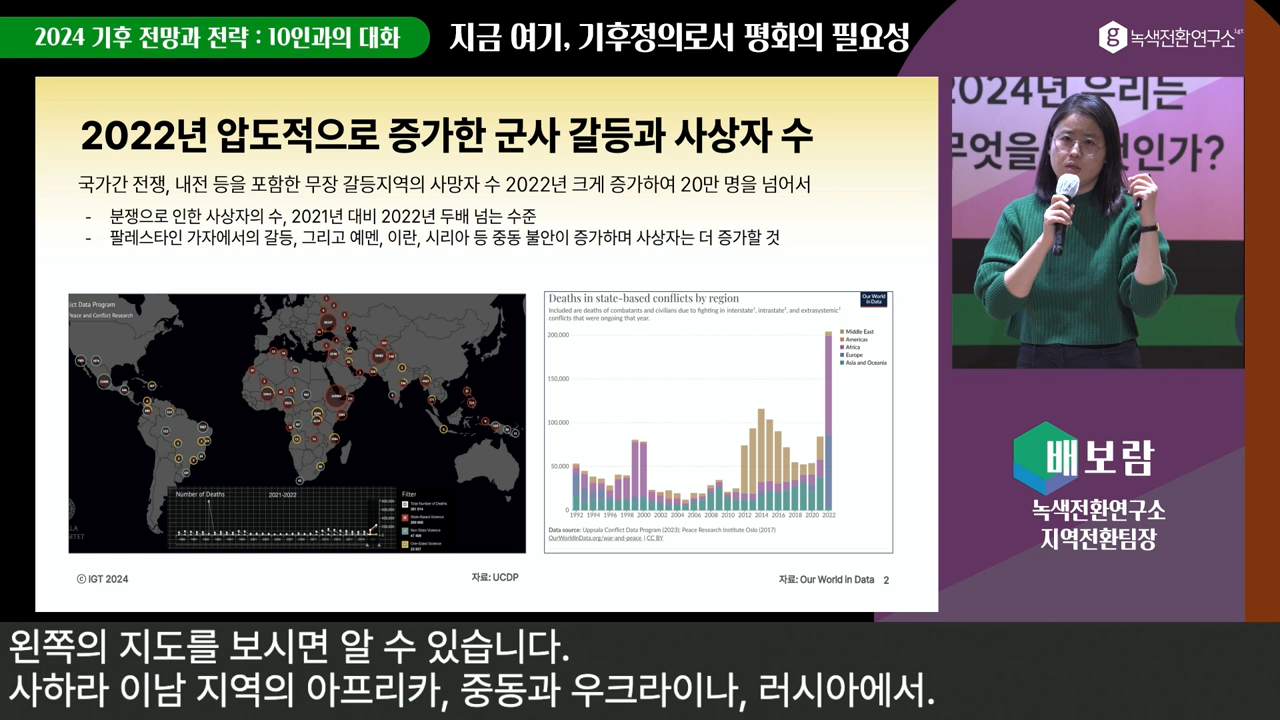 2024 기후 전망과 전략 : 10인과의 대화
지금 여기, 기후정의로서 평화의 필요성
녹색전환연구소
igt
2022년 압도적으로 증가한 군사 갈등과 사상자 수
국가간 전쟁, 내전 등을 포함한 무장 갈등지역의 사망자 수 2022년 크게 증가하여 20만 명을 넘어서
- 분쟁으로 인한 사상자의 수, 2021년 대비 2022년 두배 넘는 수준
- 팔레스타인 가자에서의 갈등, 그리고 예멘, 이란, 시리아 등 중동 불안이 증가하며 사상자는 더 증가할 것
2024년 우리는
무엇을
인가?
ict Data Program
Peace and Conflict Research
Number of Deaths
2021-2022
Filter
Total Number of Deaths
State-Based Violence
Non-State Violence
One-Sided Violence
Deaths in state-based conflicts by region
Our World in Data
Included are deaths of combatants and civilians due to fighting in interstate¹, intrastate², and extrasystemic³
conflicts that were ongoing that year.
200,000
150,000
100,000
50,000
0
1992 1994 1996 1998 2000 2002 2004 2006 2008 2010 2012 2014 2016 2018 2020 2022
Middle East
Americas
Africa
Europe
Asia and Oceania
Data source: Uppsala Conflict Data Program (2023); Peace Research Institute Oslo (2017)
OurWorldInData.org/war-and-peace | CC BY
ⓒ IGT 2024
자료: UCDP
자료: Our World in Data 2
배보람
녹색전환연구소
지역전환팀장
왼쪽의 지도를 보시면 알 수 있습니다.
사하라 이남 지역의 아프리카, 중동과 우크라이나, 러시아에서.